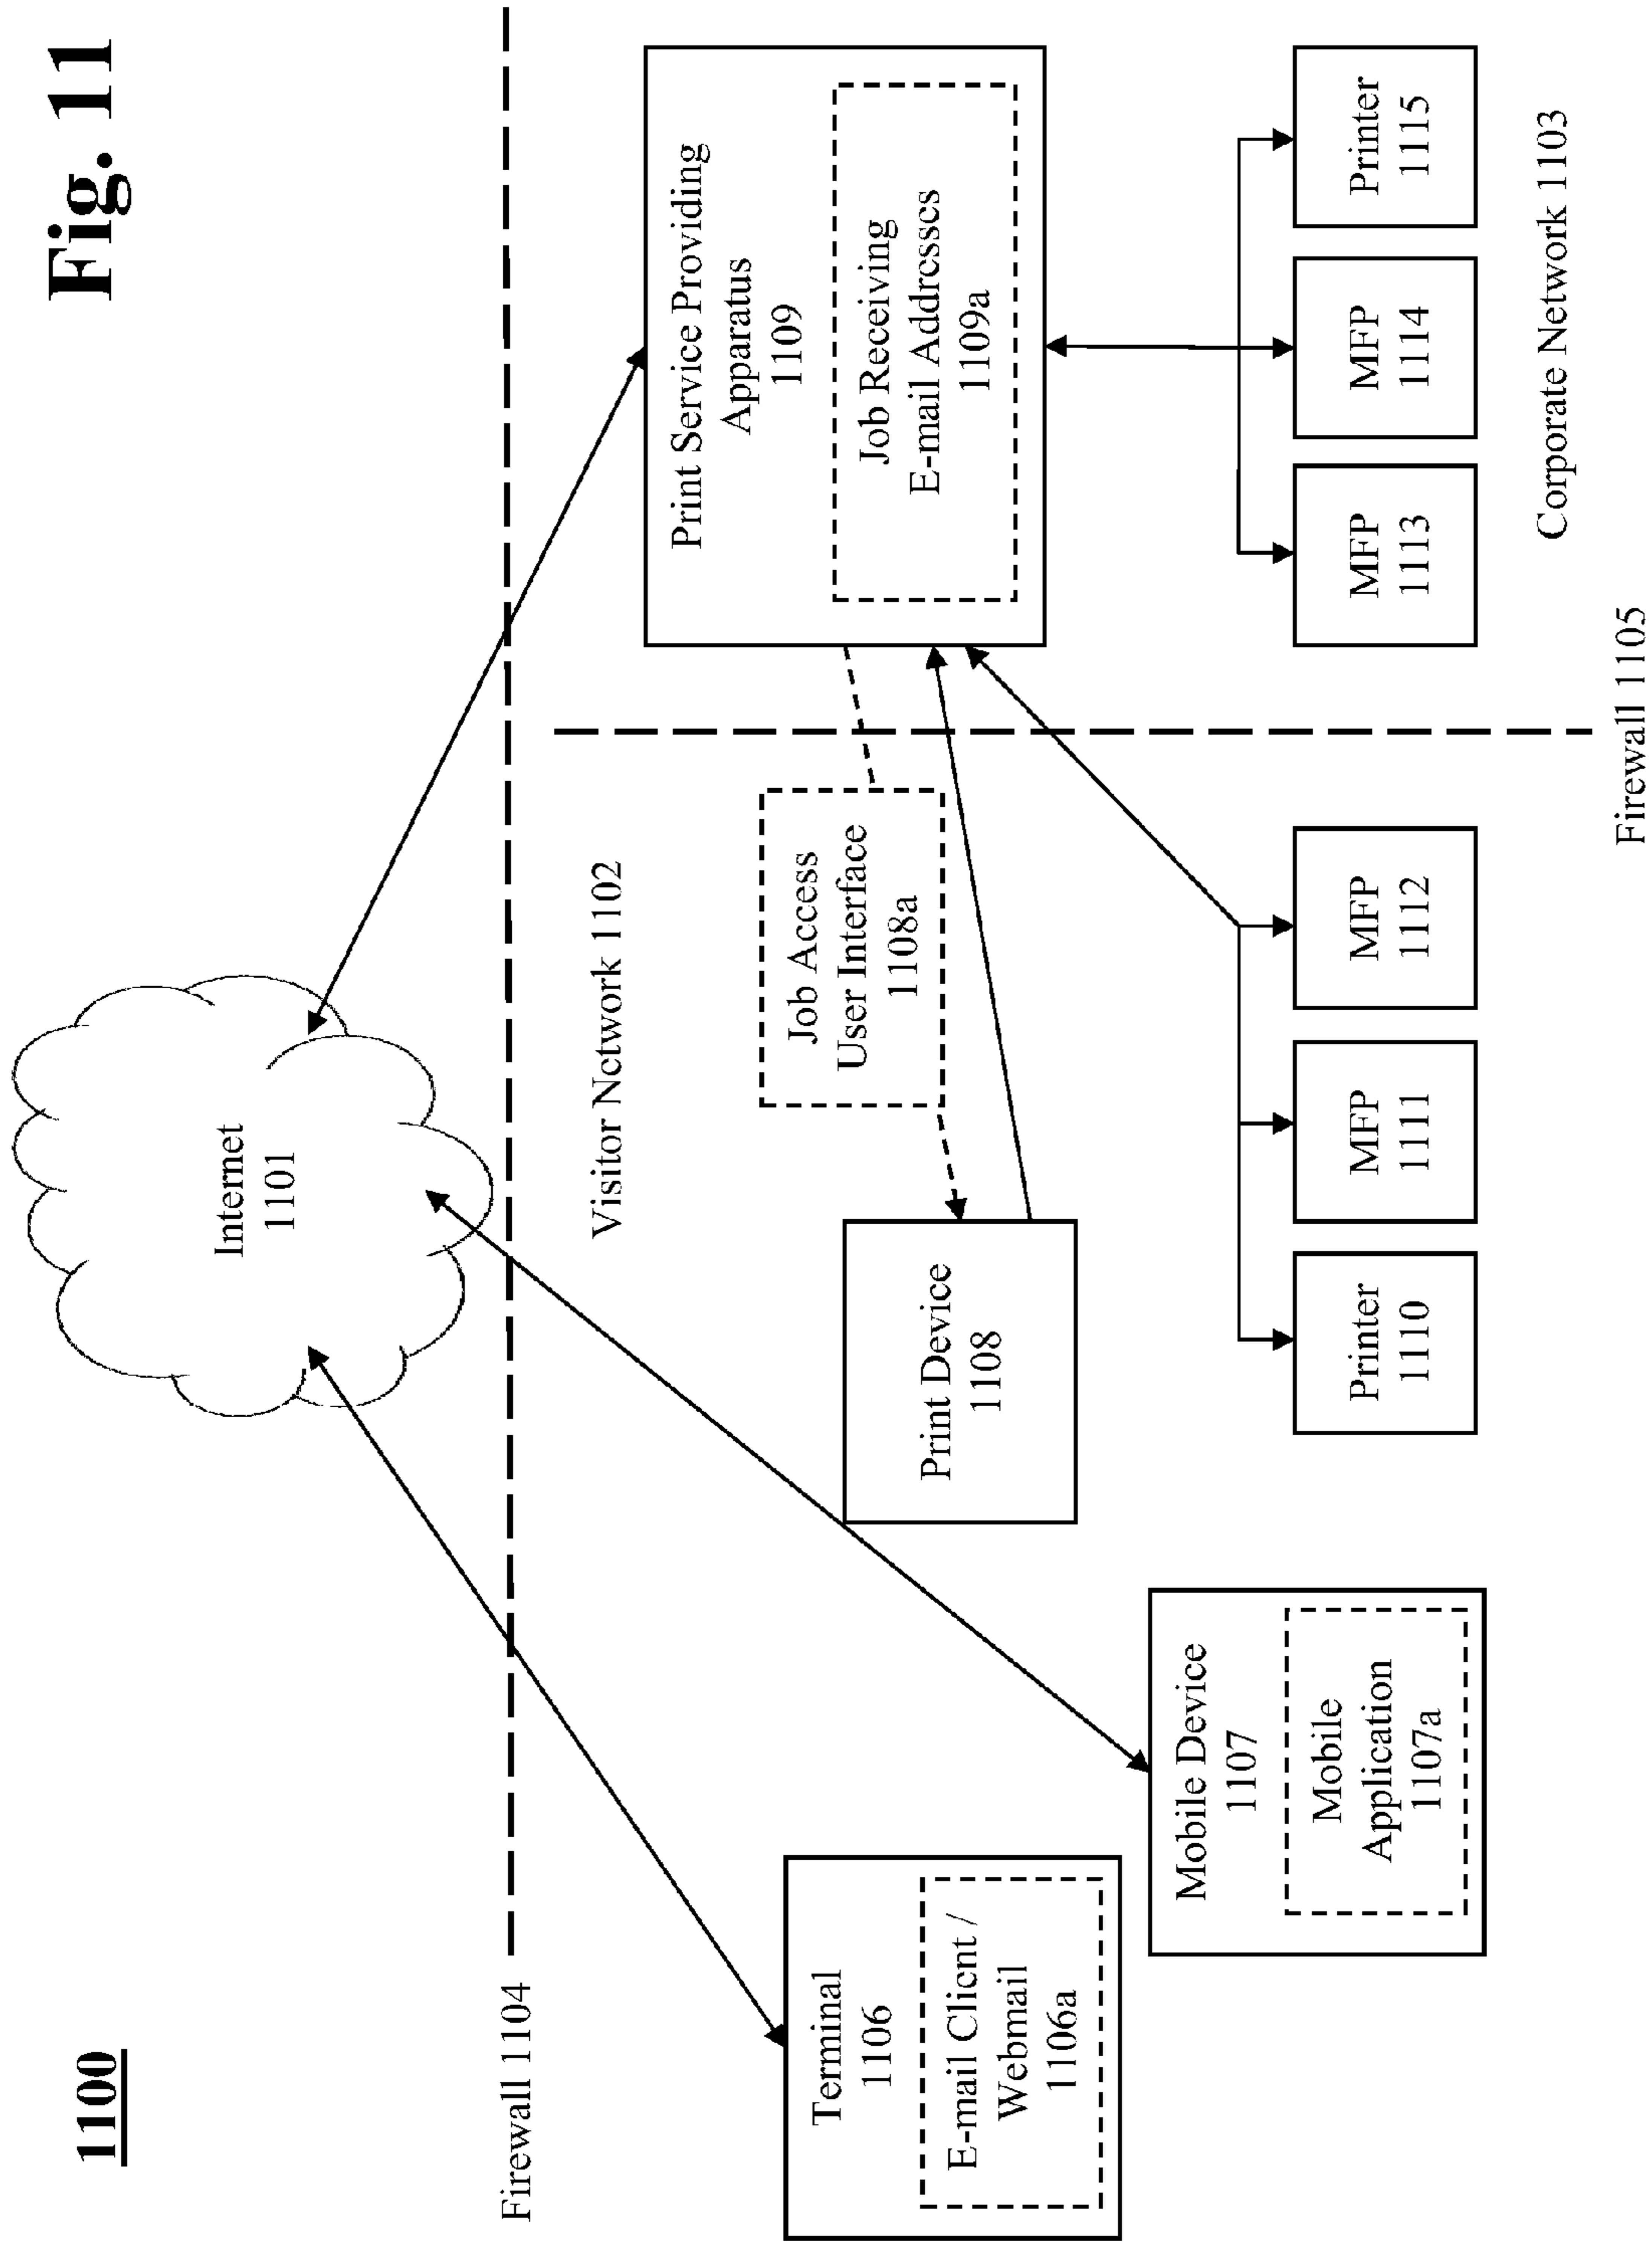 1100
Fig. 11
Internet
1101
Firewall 1104
Visitor Network 1102
Terminal
1106
E-mail Client /
Webmail
1106a
Mobile Device
1107
Mobile
Application
1107a
Print Device
1108
Job Access
User Interface
1108a
Print Service Providing
Apparatus
1109
Job Receiving
E-mail Addresses
1109a
Printer
1110
MFP
1111
MFP
1112
MFP
1113
MFP
1114
Printer
1115
Corporate Network 1103
Firewall 1105